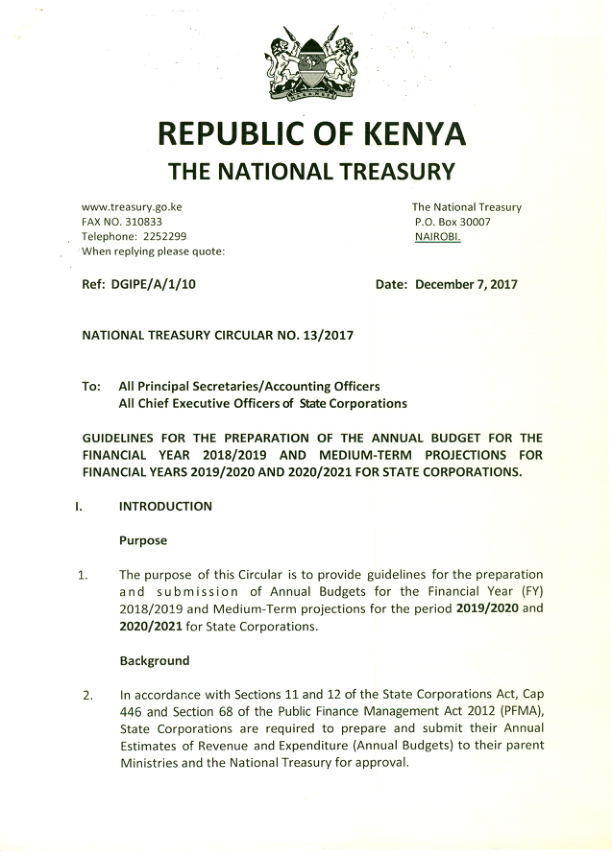 REPUBLIC OF KENYA
THE NATIONAL TREASURY
www.treasury.go.ke
FAX NO. 310833
Telephone: 2252299
When replying please quote:
The National Treasury
P.O. Box 30007
NAIROBI.
Ref: DGIPE/A/1/10
Date: December 7, 2017
NATIONAL TREASURY CIRCULAR NO. 13/2017
To: All Principal Secretaries/Accounting Officers
All Chief Executive Officers of State Corporations
GUIDELINES FOR THE PREPARATION OF THE ANNUAL BUDGET FOR THE
FINANCIAL YEAR 2018/2019 AND MEDIUM-TERM PROJECTIONS FOR
FINANCIAL YEARS 2019/2020 AND 2020/2021 FOR STATE CORPORATIONS.
I. INTRODUCTION
Purpose
1. The purpose of this Circular is to provide guidelines for the preparation
and submission of Annual Budgets for the Financial Year (FY)
2018/2019 and Medium-Term projections for the period 2019/2020 and
2020/2021 for State Corporations.
Background
2. In accordance with Sections 11 and 12 of the State Corporations Act, Cap
446 and Section 68 of the Public Finance Management Act 2012 (PFMA),
State Corporations are required to prepare and submit their Annual
Estimates of Revenue and Expenditure (Annual Budgets) to their parent
Ministries and the National Treasury for approval.